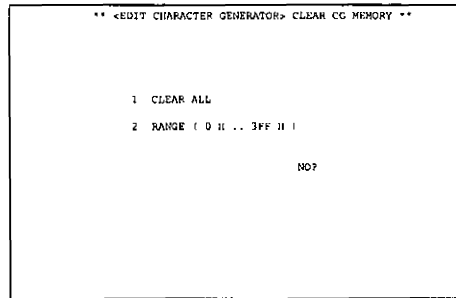 ** <EDIT CHARACTER GENERATOR> CLEAR CG MEMORY **
1 CLEAR ALL
2 RANGE ( 0 H .. 3FF H )
NO?